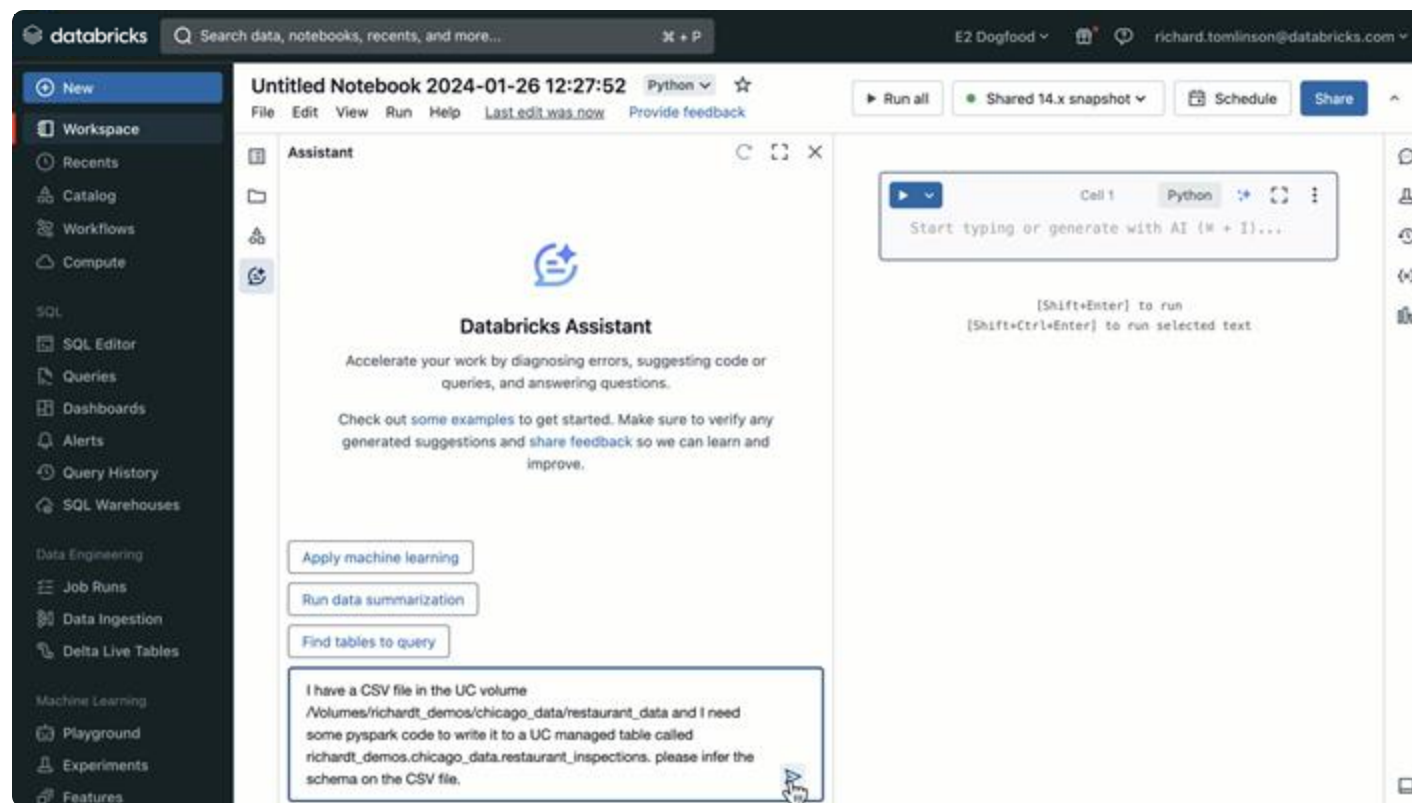 databricks
Search data, notebooks, recents, and more...
⌘ + P
E2 Dogfood
richard.tomlinson@databricks.com
New
Workspace
Recents
Catalog
Workflows
Compute
SQL
SQL Editor
Queries
Dashboards
Alerts
Query History
SQL Warehouses
Data Engineering
Job Runs
Data Ingestion
Delta Live Tables
Machine Learning
Playground
Experiments
Features
Untitled Notebook 2024-01-26 12:27:52
Python
File Edit View Run Help Last edit was now Provide feedback
Run all
Shared 14.x snapshot
Schedule
Share
Assistant
Databricks Assistant
Accelerate your work by diagnosing errors, suggesting code or
queries, and answering questions.
Check out some examples to get started. Make sure to verify any
generated suggestions and share feedback so we can learn and
improve.
Apply machine learning
Run data summarization
Find tables to query
I have a CSV file in the UC volume
/Volumes/richardt_demos/chicago_data/restaurant_data and I need
some pyspark code to write it to a UC managed table called
richardt_demos.chicago_data.restaurant_inspections. please infer the
schema on the CSV file.
Cell 1
Python
Start typing or generate with AI (⌘ + I)...
[Shift+Enter] to run
[Shift+Ctrl+Enter] to run selected text